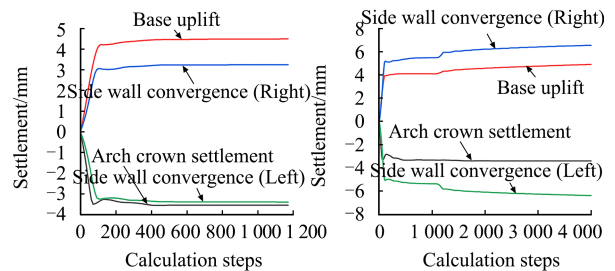 Base uplift
Side wall convergence (Right)
Arch crown settlement
Side wall convergence (Left)
Settlement/mm
5
4
3
2
1
0
−1
−2
−3
−4
0 200 400 600 800 1 000 1 200
Calculation steps
Side wall convergence (Right)
Base uplift
Arch crown settlement
Side wall convergence (Left)
Settlement/mm
8
6
4
2
0
−2
−4
−6
−8
0 1 000 2 000 3 000 4 000
Calculation steps